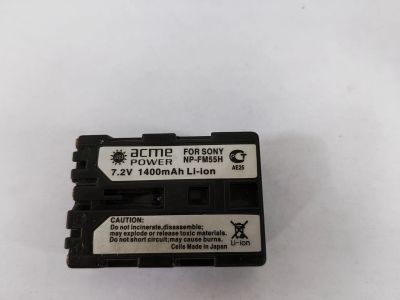 acme
POWER
FOR SONY
NP-FM55H
AE25
7.2V 1400mAh Li-ion
CAUTION:
Do not incinerate, disassemble;
may explode or release toxic materials.
Do not short circuit; may cause burns.
Cells Made in Japan
Li-ion